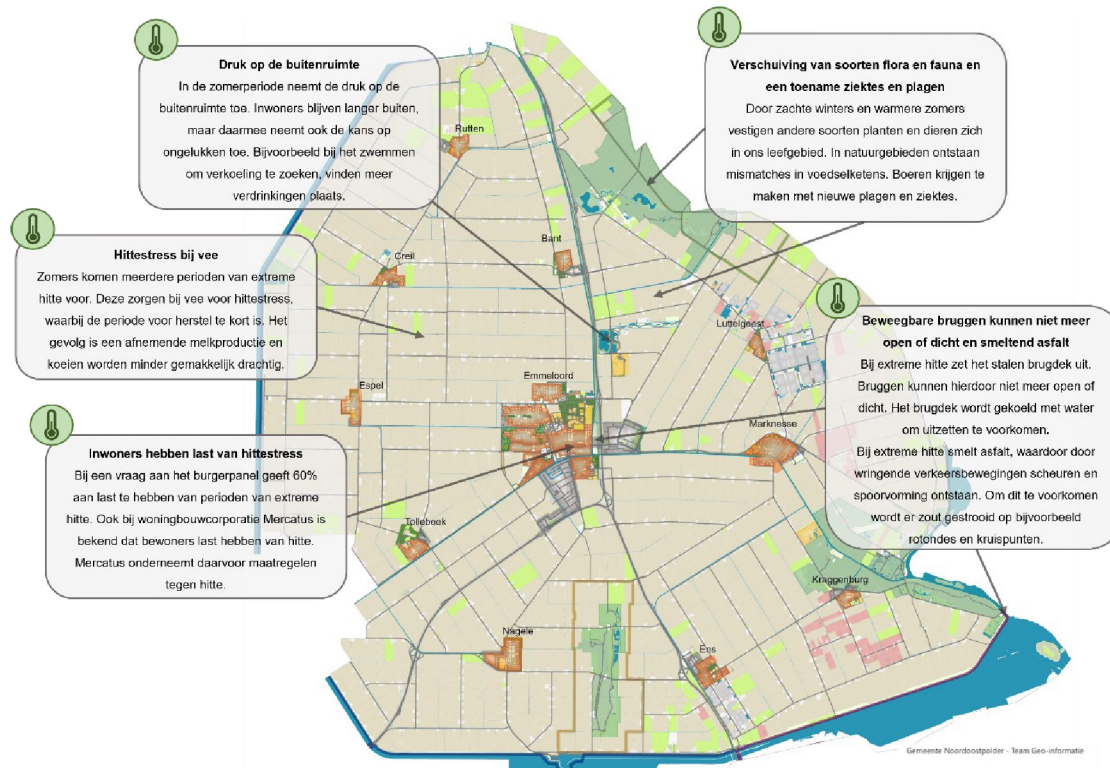 Druk op de buitenruimte
In de zomerperiode neemt de druk op de
buitenruimte toe. Inwoners blijven langer buiten,
maar daarmee neemt ook de kans op
ongelukken toe. Bijvoorbeeld bij het zwemmen
om verkoeling te zoeken, vinden meer
verdrinkingen plaats.
Verschuiving van soorten flora en fauna en
een toename ziektes en plagen
Door zachte winters en warmere zomers
vestigen andere soorten planten en dieren zich
in ons leefgebied. In natuurgebieden ontstaan
mismatches in voedselketens. Boeren krijgen te
maken met nieuwe plagen en ziektes.
Hittestress bij vee
Zomers komen meerdere perioden van extreme
hitte voor. Deze zorgen bij vee voor hittestress,
waarbij de periode voor herstel te kort is. Het
gevolg is een afnemende melkproductie en
koeien worden minder gemakkelijk drachtig.
Beweegbare bruggen kunnen niet meer
open of dicht en smeltend asfalt
Bij extreme hitte zet het stalen brugdek uit.
Bruggen kunnen hierdoor niet meer open of
dicht. Het brugdek wordt gekoeld met water
om uitzetten te voorkomen.
Bij extreme hitte smelt asfalt, waardoor door
wringende verkeersbewegingen scheuren en
spoorvorming ontstaan. Om dit te voorkomen
wordt er zout gestrooid op bijvoorbeeld
rotondes en kruispunten.
Inwoners hebben last van hittestress
Bij een vraag aan het burgerpanel geeft 60%
aan last te hebben van perioden van extreme
hitte. Ook bij woningbouwcorporatie Mercatus is
bekend dat bewoners last hebben van hitte.
Mercatus onderneemt daarvoor maatregelen
tegen hitte.
Rutten
Bant
Creil
Luttelgeest
Espel
Emmeloord
Marknesse
Tollebeek
Kraggenburg
Nagele
Ens
Gemeente Noordoostpolder - Team Geo-informatie